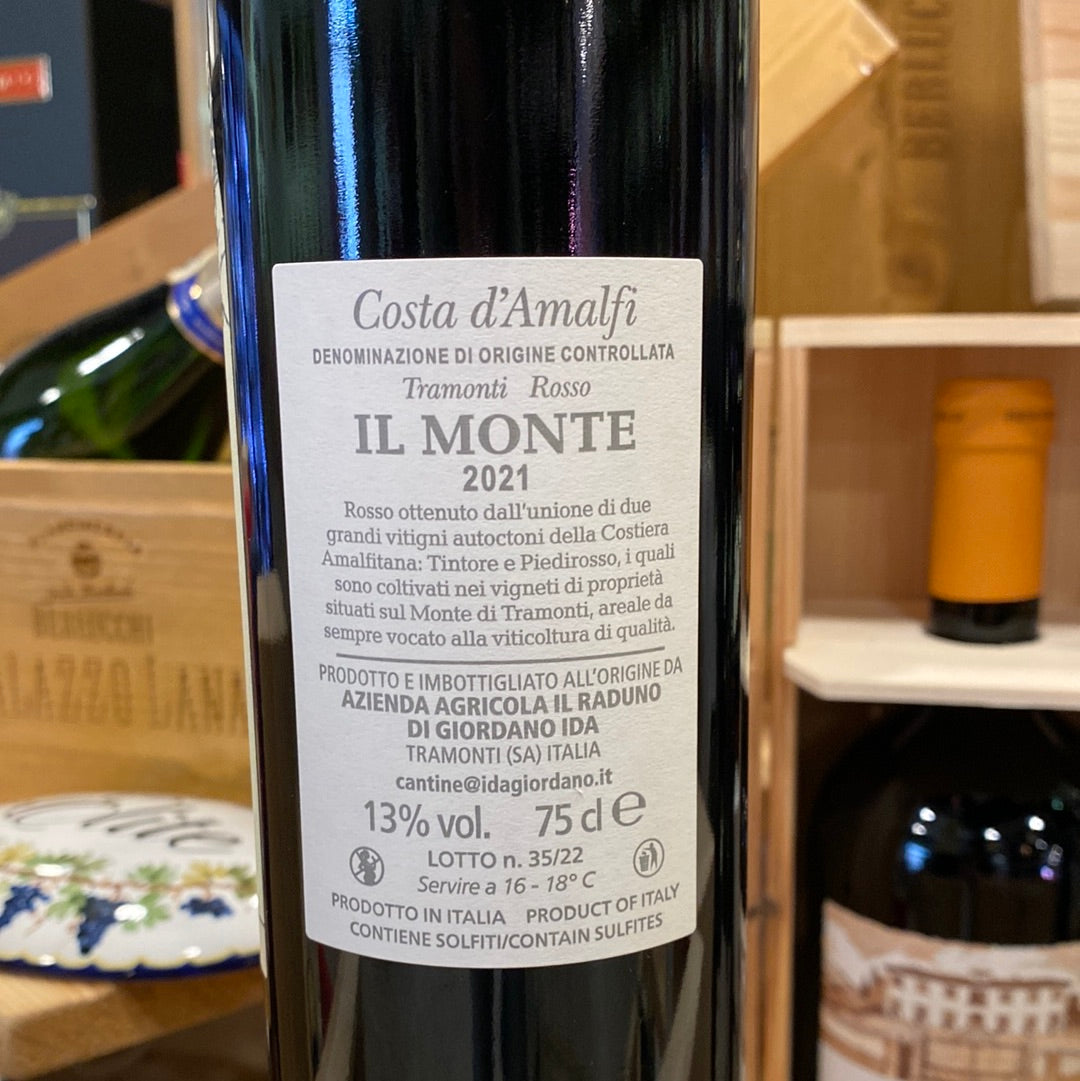 Costa d'Amalfi
DENOMINAZIONE DI ORIGINE CONTROLLATA
Tramonti Rosso
IL MONTE
2021
Rosso ottenuto dall'unione di due
grandi vitigni autoctoni della Costiera
Amalfitana: Tintore e Piedirosso, i quali
sono coltivati nei vigneti di proprietà
situati sul Monte di Tramonti, areale da
sempre vocato alla viticoltura di qualità.
PRODOTTO E IMBOTTIGLIATO ALL'ORIGINE DA
AZIENDA AGRICOLA IL RADUNO
DI GIORDANO IDA
TRAMONTI (SA) ITALIA
cantine@idagiordano.it
13% vol. 75 cl e
LOTTO n. 35/22
Servire a 16 - 18° C
PRODOTTO IN ITALIA PRODUCT OF ITALY
CONTIENE SOLFITI/CONTAIN SULFITES
BERLUC